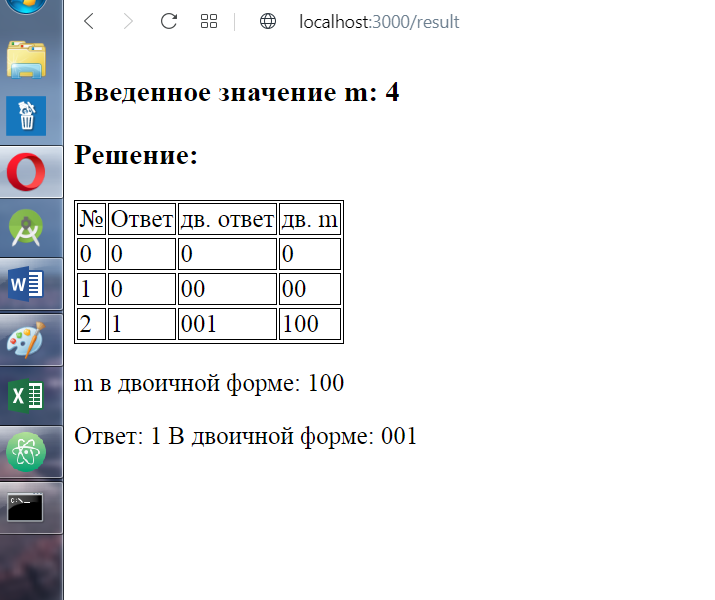 localhost:3000/result
Введенное значение m: 4
Решение:
№ Ответ дв. ответ дв. m
0 0 0 0
1 0 00 00
2 1 001 100
m в двоичной форме: 100
Ответ: 1 В двоичной форме: 001